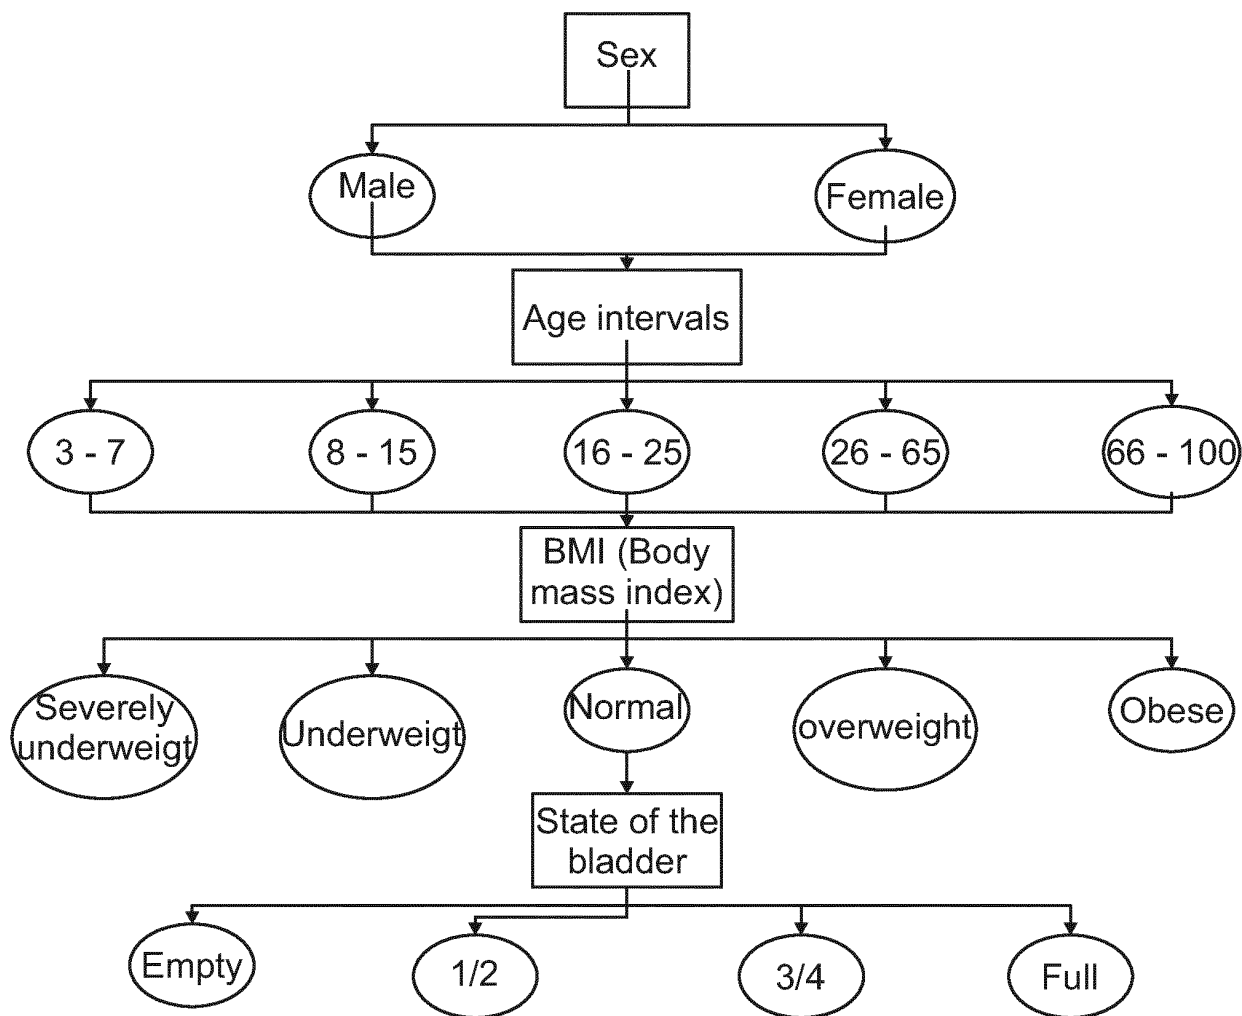 Sex
Male
Female
Age intervals
3 - 7
8 - 15
16 - 25
26 - 65
66 - 100
BMI (Body
mass index)
Severely
underweigt
Underweigt
Normal
overweight
Obese
State of the
bladder
Empty
1/2
3/4
Full